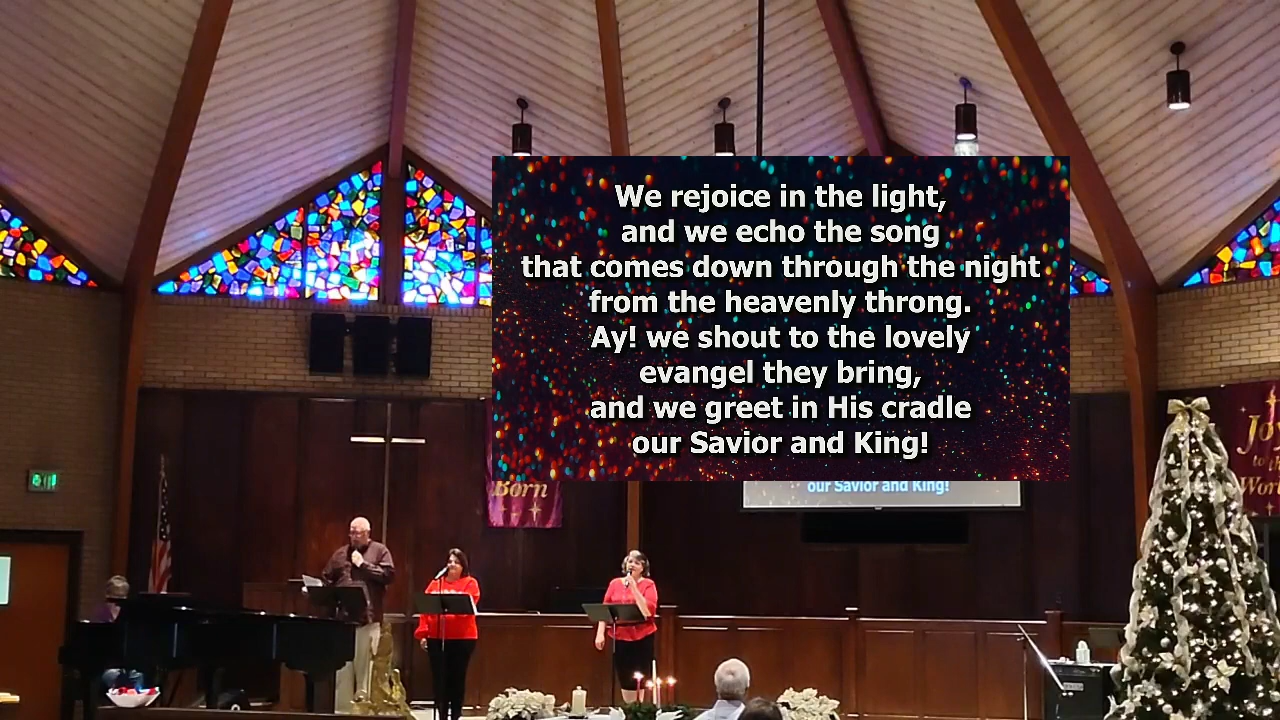 We rejoice in the light,
and we echo the song
that comes down through the night
from the heavenly throng.
Ay! we shout to the lovely
evangel they bring,
and we greet in His cradle
our Savior and King!
our Savior and King!
Born
Joy
to the
World